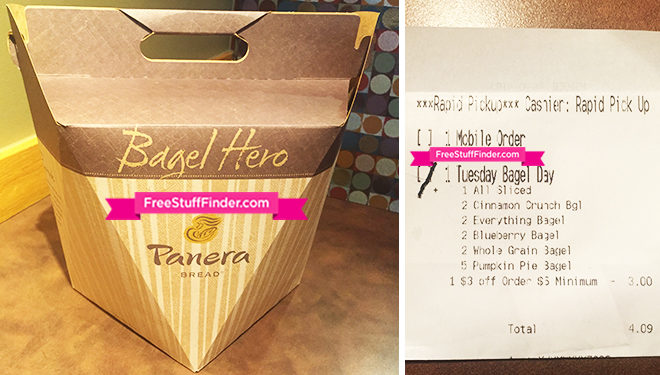 Bagel Hero
FreeStuffFinder.com
Panera
BREAD
***Rapid Pickup*** Cashier: Rapid Pick Up
[ ] 1 Mobile Order
FreeStuffFinder.com
[ ] 1 Tuesday Bagel Day
+ 1 All Sliced
2 Cinnamon Crunch Bgl
2 Everything Bagel
2 Blueberry Bagel
2 Whole Grain Bagel
5 Pumpkin Pie Bagel
1 $3 off Order $5 Minimum - 3.00
Total 4.09